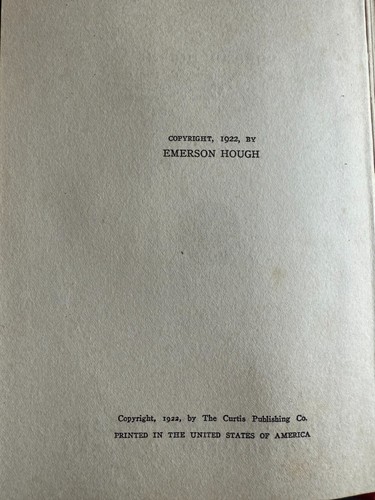 COPYRIGHT, 1922, BY
EMERSON HOUGH
Copyright, 1922, by The Curtis Publishing Co.
PRINTED IN THE UNITED STATES OF AMERICA